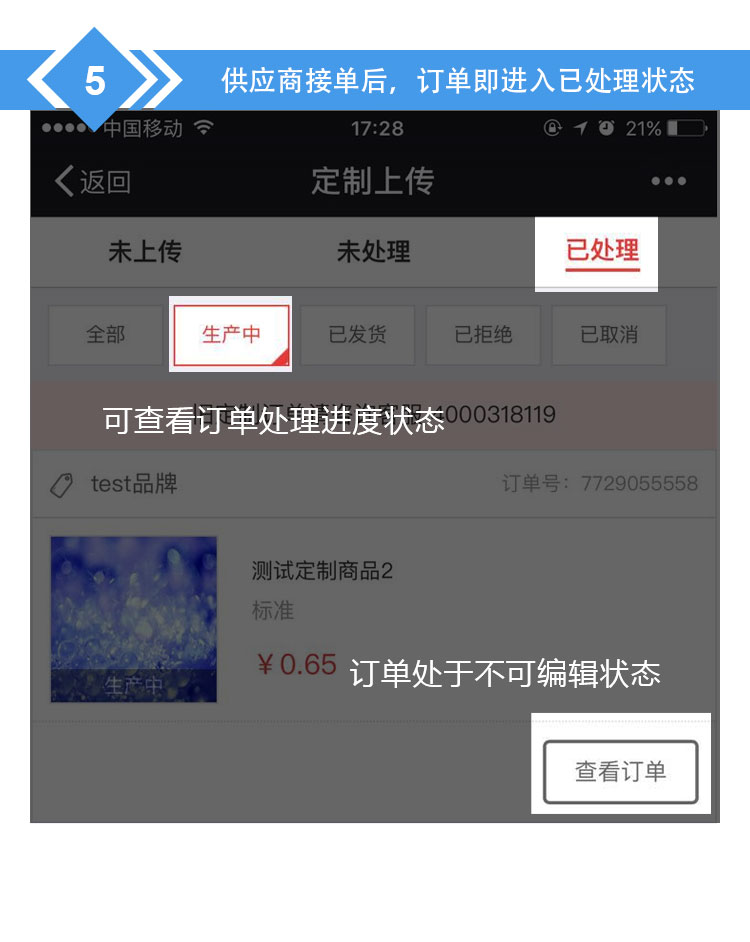 5
供应商接单后，订单即进入已处理状态
中国移动
17:28
21%
返回
定制上传
未上传
未处理
已处理
全部
生产中
已发货
已拒绝
已取消
4000318119
可查看订单处理进度状态
test品牌
订单号：7729055558
测试定制商品2
标准
¥0.65
生产中
订单处于不可编辑状态
查看订单